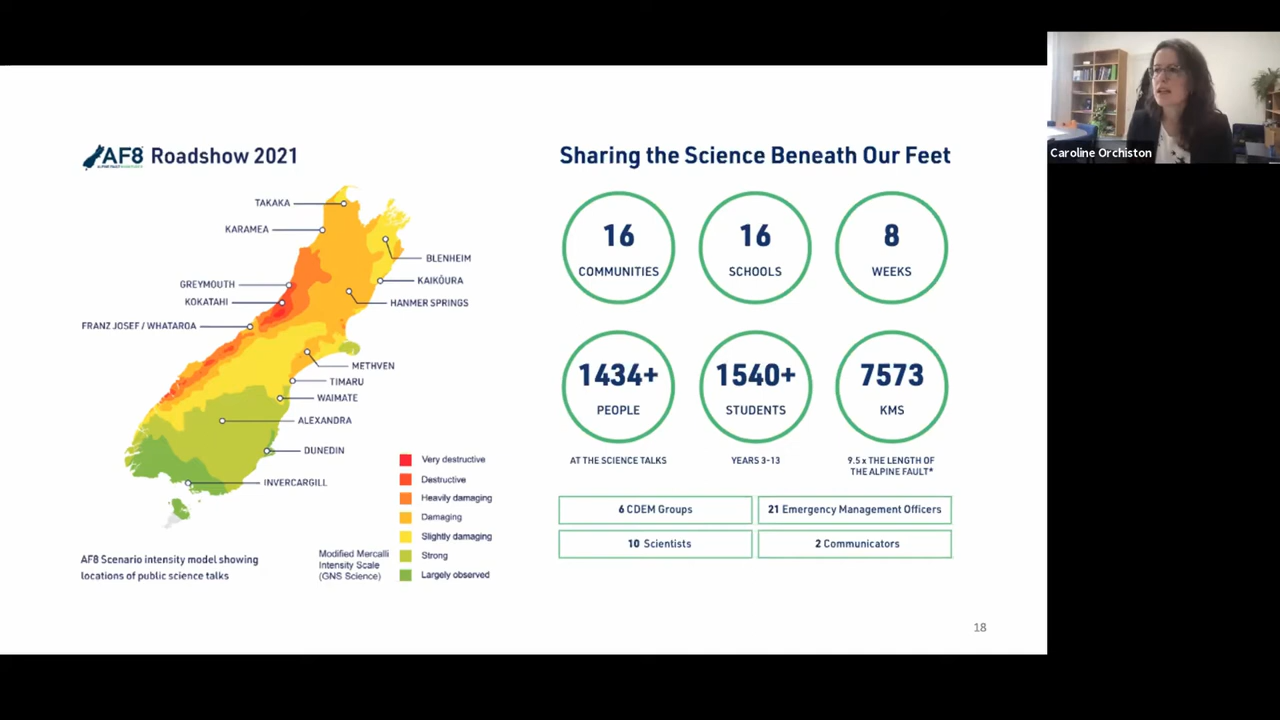 AF8 Roadshow 2021
TAKAKA
KARAMEA
BLENHEIM
KAIKŌURA
GREYMOUTH
KOKATAHI
HANMER SPRINGS
FRANZ JOSEF / WHATAROA
METHVEN
TIMARU
WAIMATE
ALEXANDRA
DUNEDIN
INVERCARGILL
Very destructive
Destructive
Heavily damaging
Damaging
Slightly damaging
Strong
Largely observed
Modified Mercalli
Intensity Scale
(GNS Science)
AF8 Scenario intensity model showing
locations of public science talks
Sharing the Science Beneath Our Feet
16
COMMUNITIES
16
SCHOOLS
8
WEEKS
1434+
PEOPLE
AT THE SCIENCE TALKS
1540+
STUDENTS
YEARS 3-13
7573
KMS
9.5 x THE LENGTH OF
THE ALPINE FAULT*
6 CDEM Groups
21 Emergency Management Officers
10 Scientists
2 Communicators
18
Caroline Orchiston